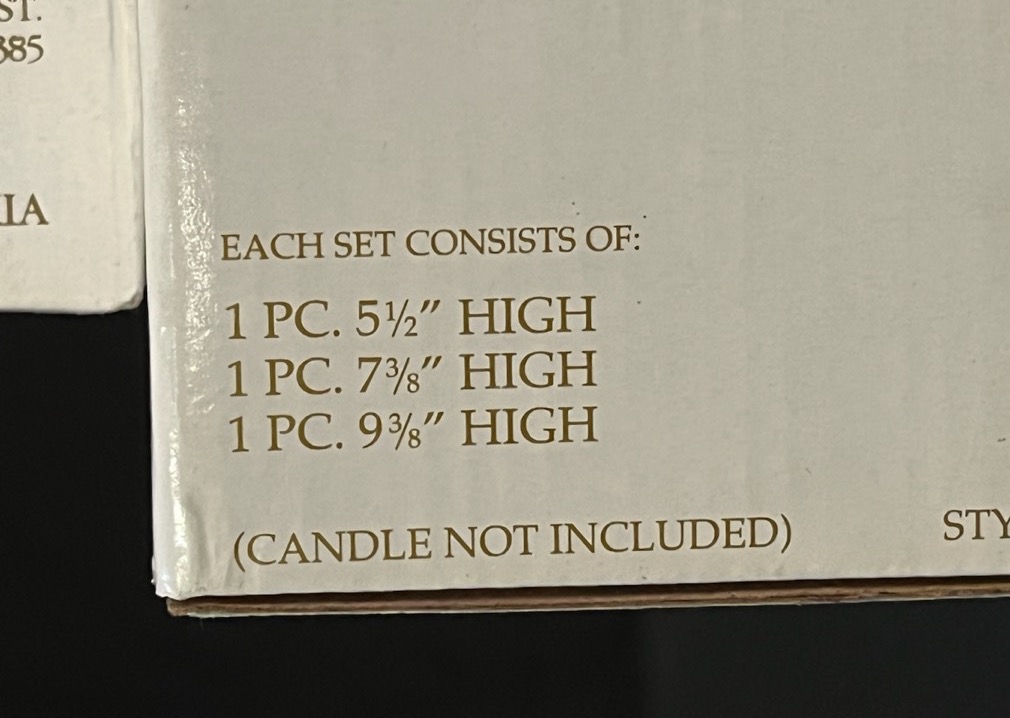 ST.
EACH SET CONSISTS OF:
1 PC. 5½″ HIGH
1 PC. 7⅜″ HIGH
1 PC. 9⅜″ HIGH
(CANDLE NOT INCLUDED)